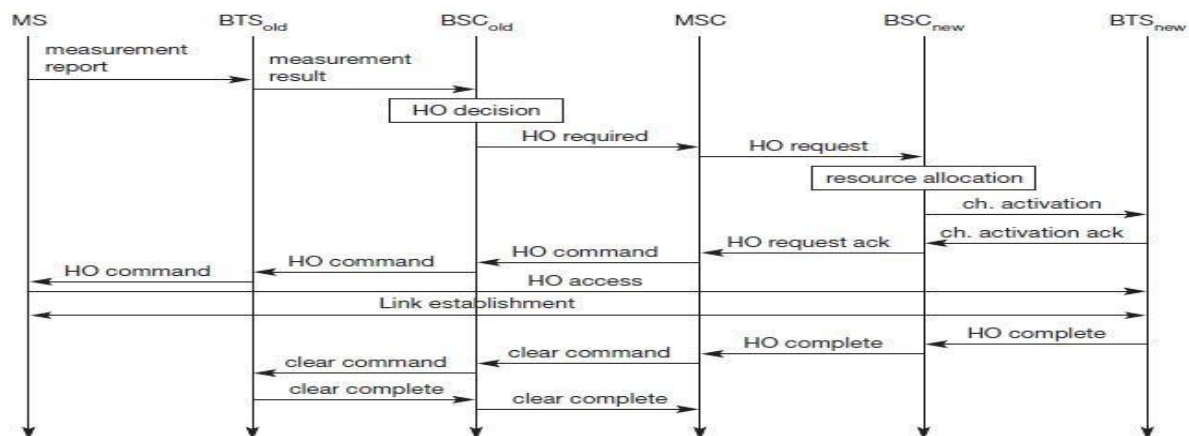 MS BTSold BSCold MSC BSCnew BTSnew
measurement
report
measurement
result
HO decision
HO required
HO request
resource allocation
ch. activation
ch. activation ack
HO request ack
HO command
HO command
HO command
HO access
Link establishment
HO complete
HO complete
clear command
clear command
clear complete
clear complete